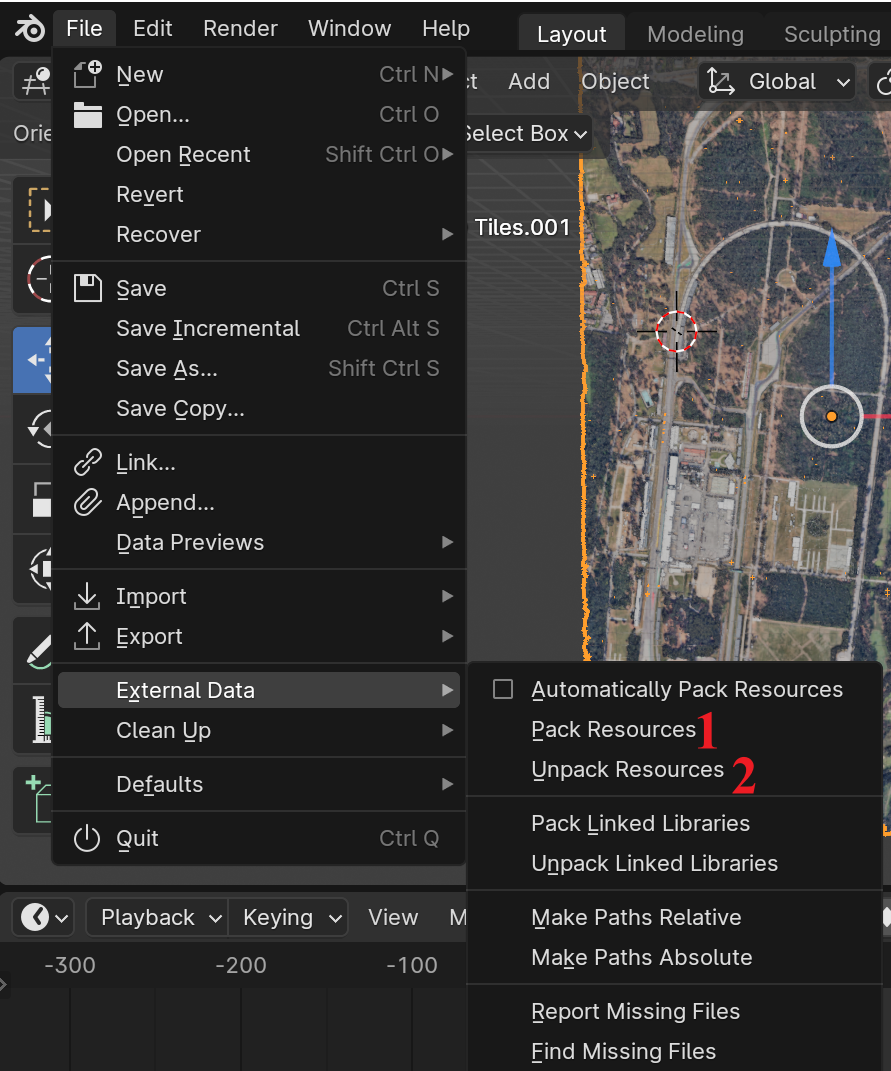 File Edit Render Window Help Layout Modeling Sculpting
New Ctrl N
Open... Ctrl O
Open Recent Shift Ctrl O
Revert
Recover
Save Ctrl S
Save Incremental Ctrl Alt S
Save As... Shift Ctrl S
Save Copy...
Link...
Append...
Data Previews
Import
Export
External Data
Clean Up
Defaults
Quit Ctrl Q
Add Object Global
Select Box
Tiles.001
Automatically Pack Resources
Pack Resources 1
Unpack Resources 2
Pack Linked Libraries
Unpack Linked Libraries
Make Paths Relative
Make Paths Absolute
Report Missing Files
Find Missing Files
Playback Keying View
-300 -200 -100